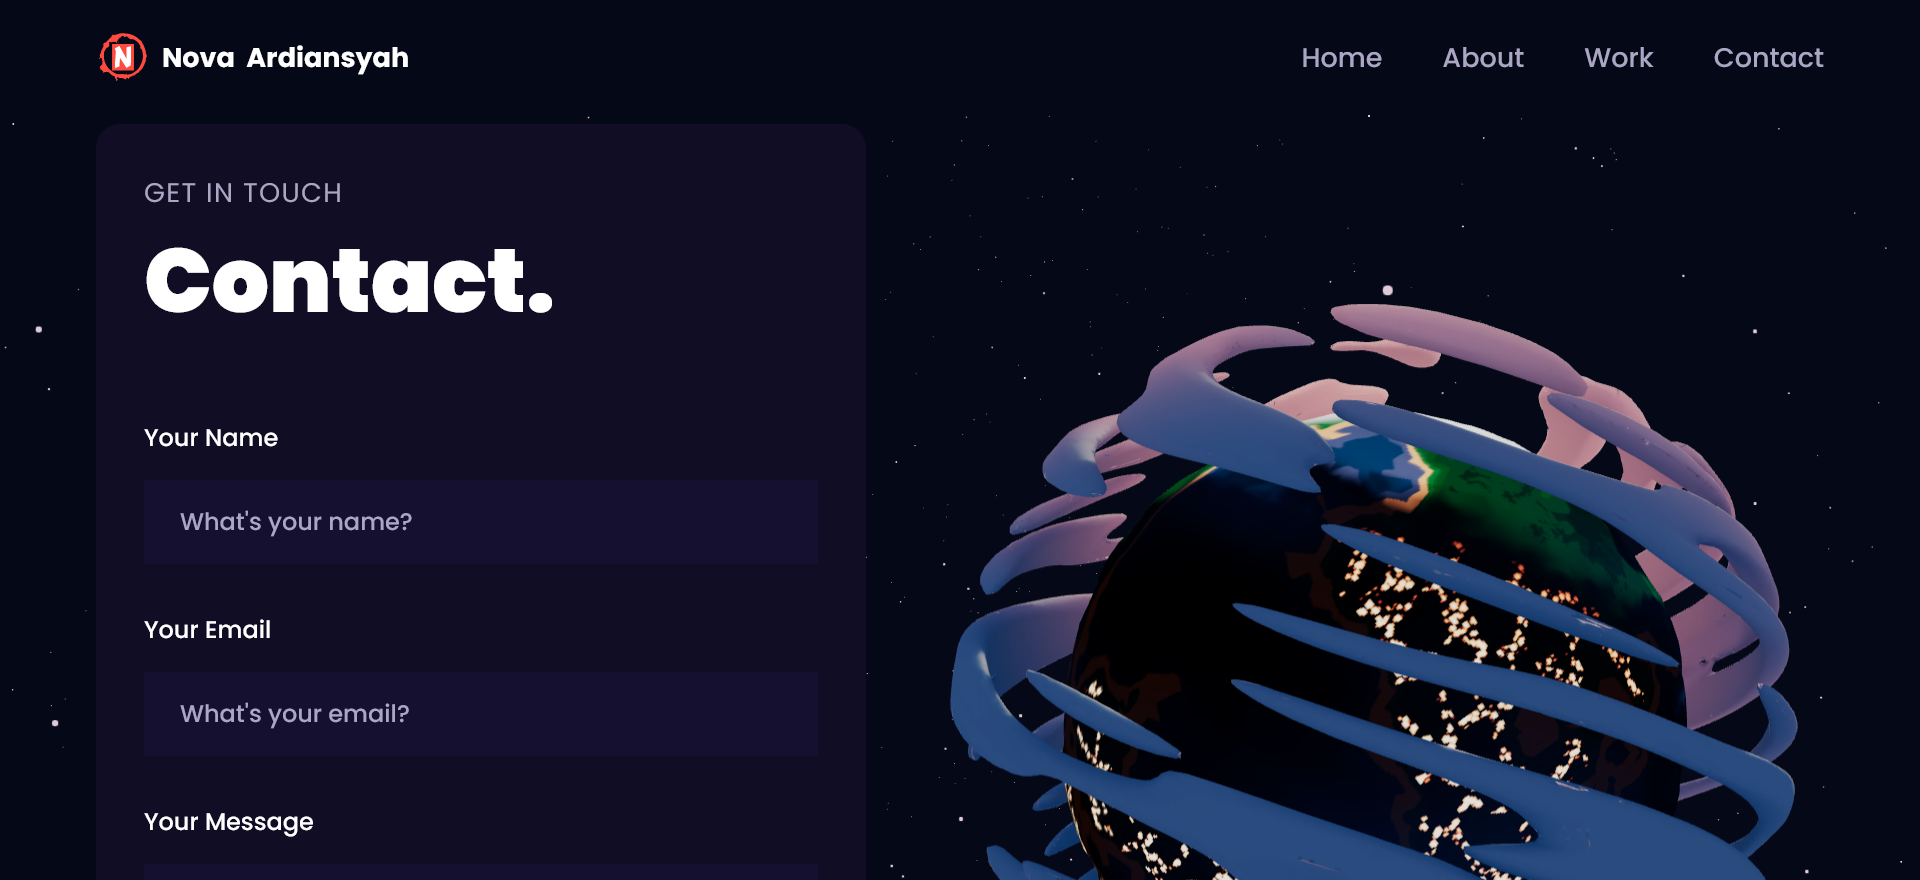 N
Nova Ardiansyah
Home
About
Work
Contact
GET IN TOUCH
Contact.
Your Name
What's your name?
Your Email
What's your email?
Your Message